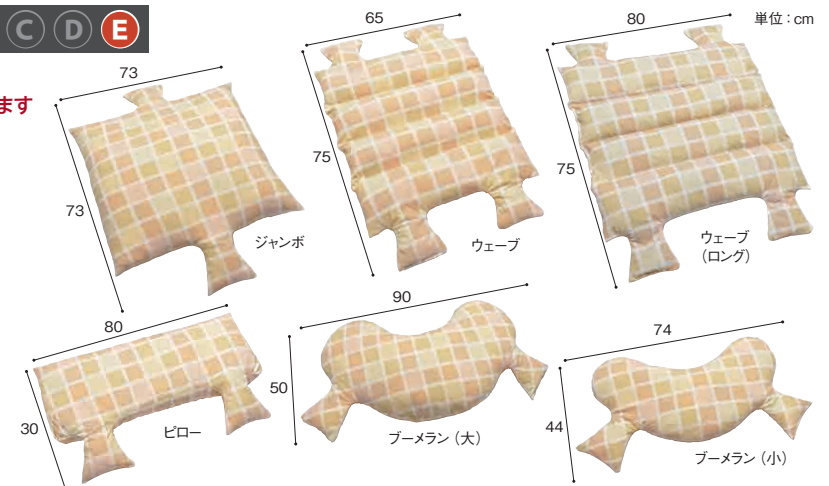 C D E
単位：cm
ます
73
73
ジャンボ
65
75
ウェーブ
80
75
ウェーブ
（ロング）
80
30
ピロー
90
50
ブーメラン（大）
74
44
ブーメラン（小）